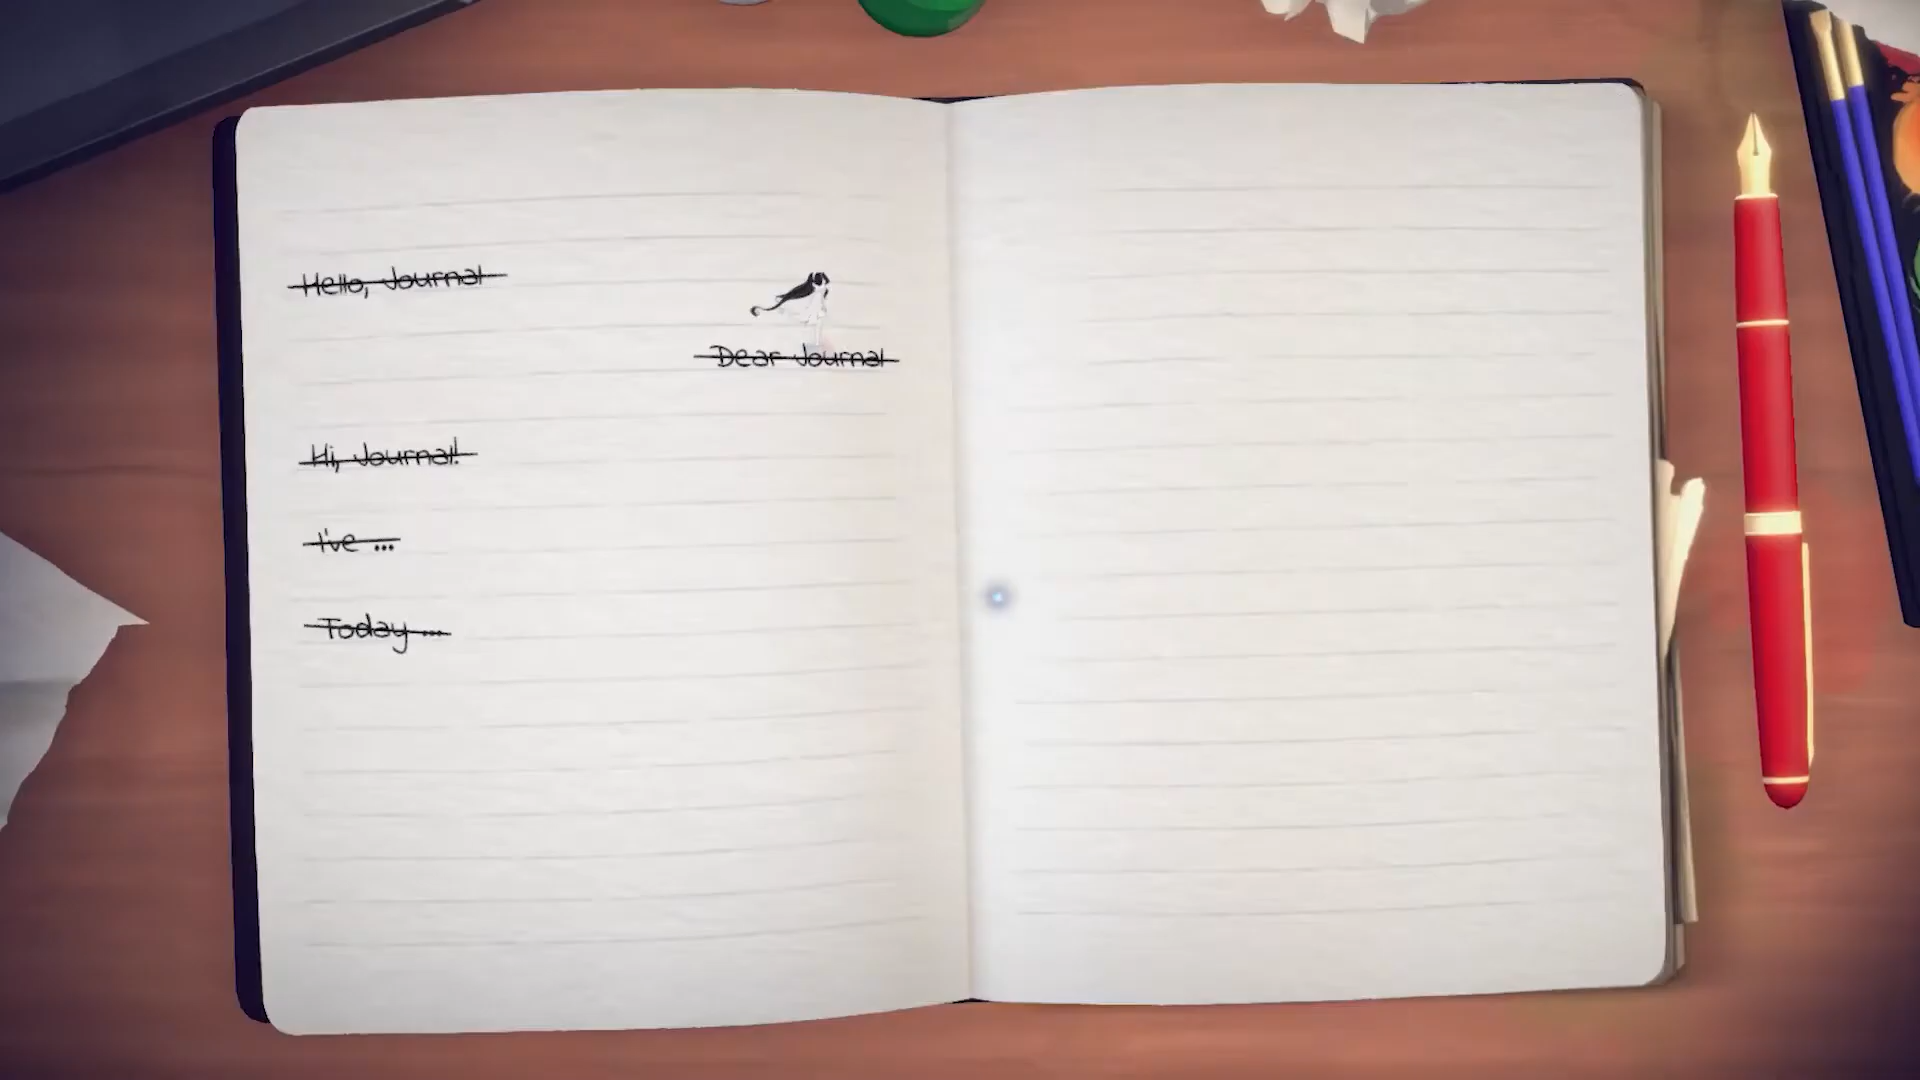 Hello, Journal
Dear Journal
Hi, Journal!
I've ...
Today ...